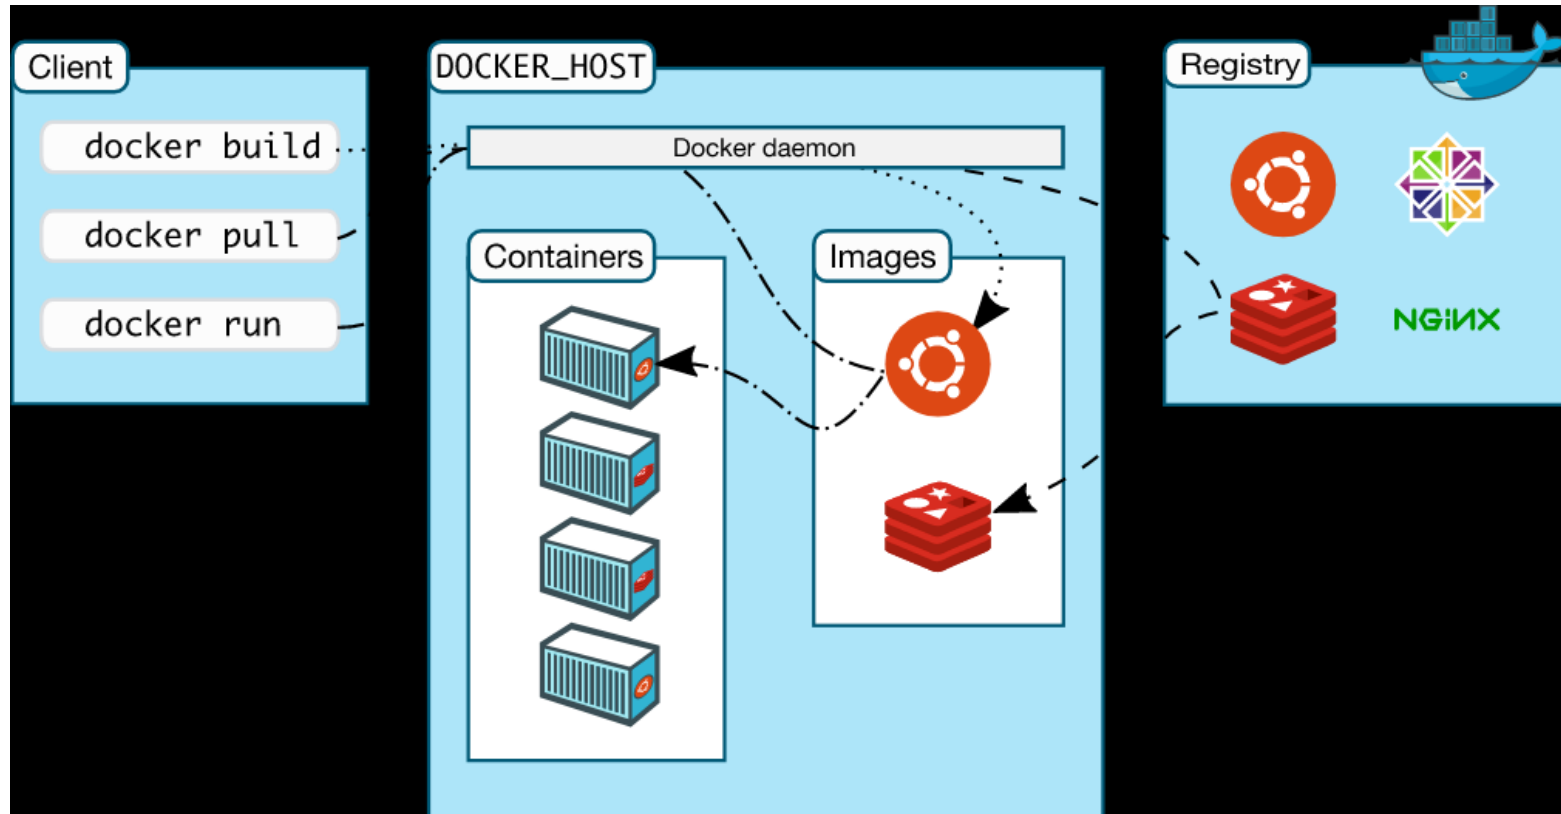 Client
docker build
docker pull
docker run
DOCKER_HOST
Docker daemon
Containers
Images
Registry
NGINX